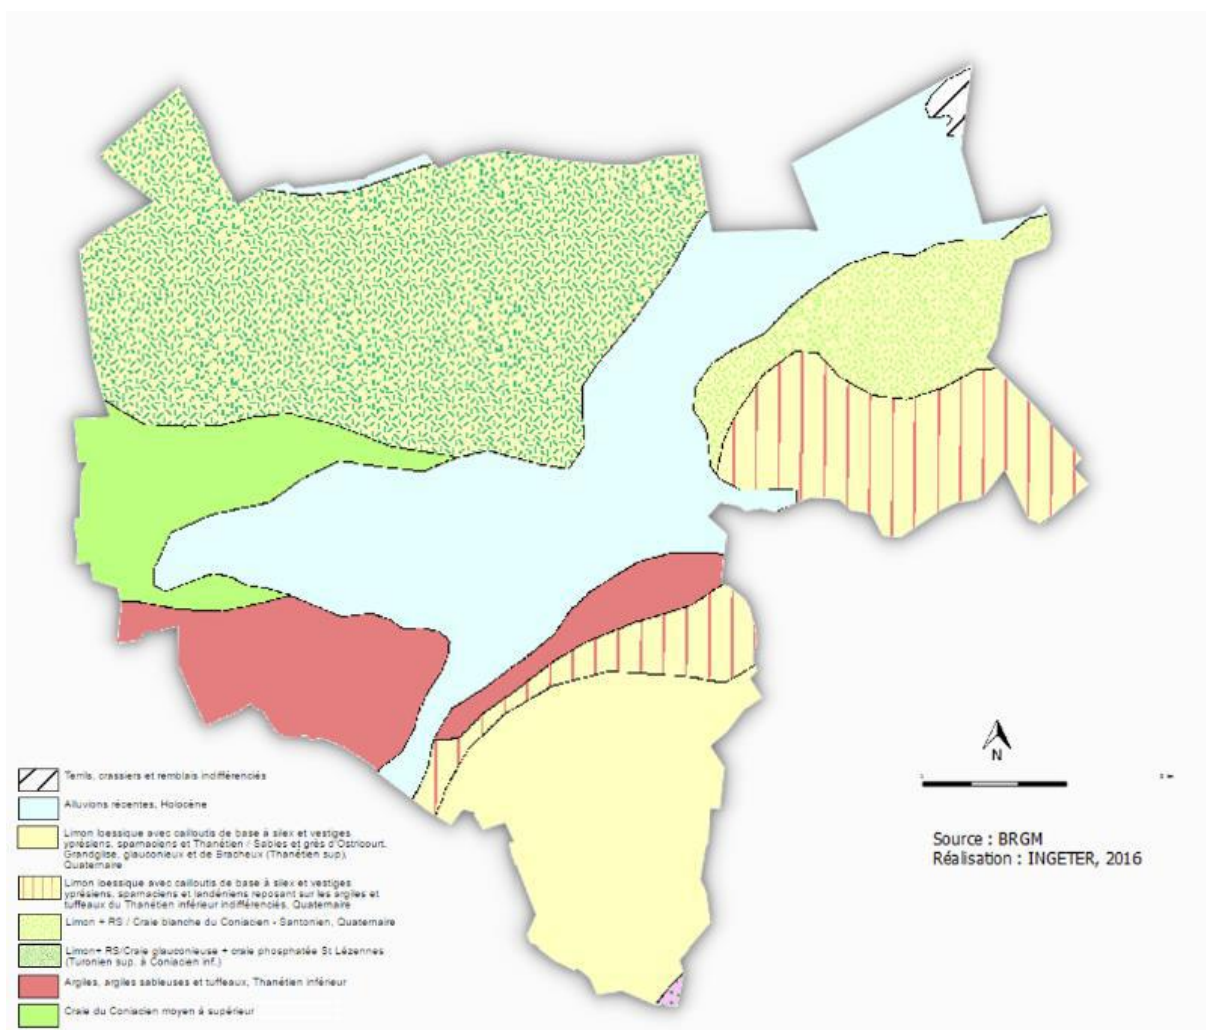 N
Source : BRGM
Réalisation : INGETER, 2016
Terrils, crassiers et remblais indifférenciés
Alluvions récentes, Holocène
Limon loessique avec cailloutis de base à silex et vestiges
yprésiens, sparnaciens et Thanétien / Sables et grès d'Ostricourt,
Grandglise, glauconieux et de Bracheux (Thanétien sup),
Quaternaire
Limon loessique avec cailloutis de base à silex et vestiges
yprésiens, sparnaciens et landéniens reposant sur les argiles et
tuffeaux du Thanétien inférieur indifférenciés, Quaternaire
Limon + RS / Craie blanche du Coniacien - Santonien, Quaternaire
Limon+ RS/Craie glauconieuse + craie phosphatée St Lézennes
(Turonien sup. à Coniacien inf.)
Argiles, argiles sableuses et tuffeaux, Thanétien inférieur
Craie du Coniacien moyen à supérieur